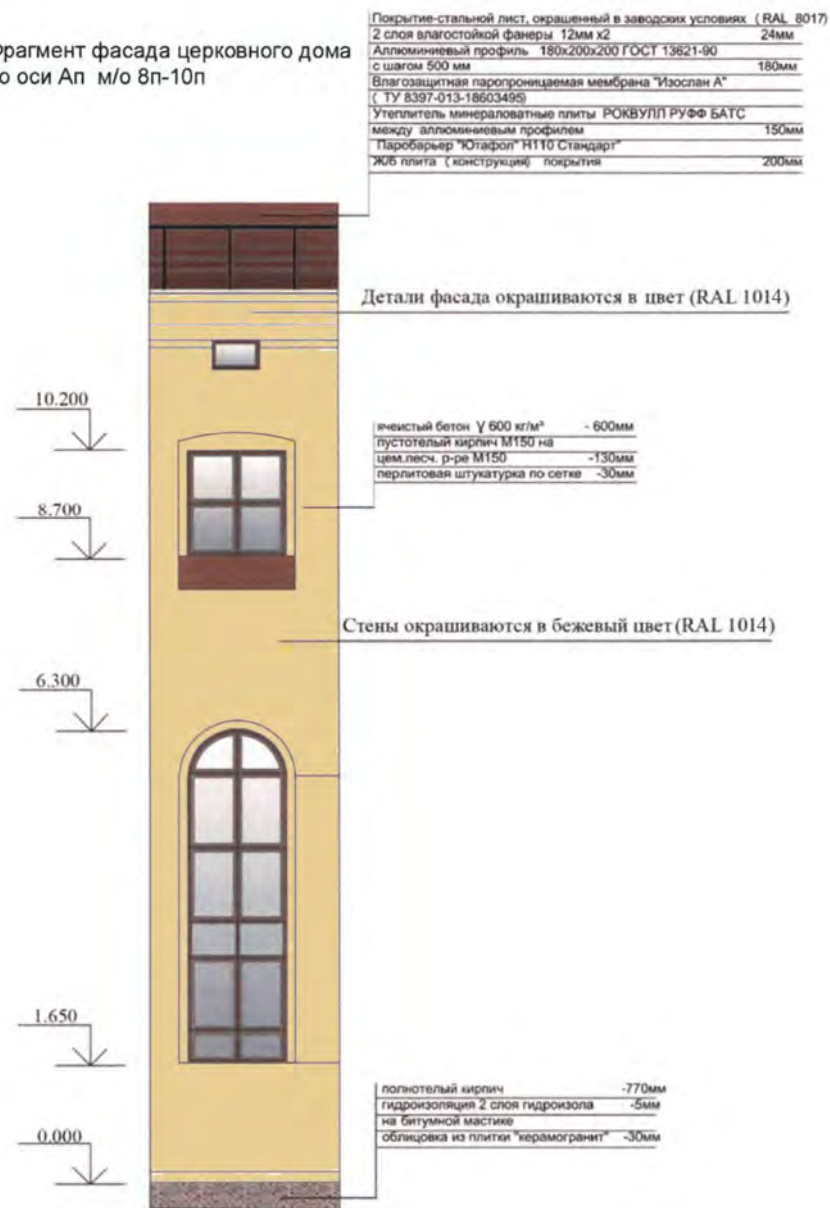 Фрагмент фасада церковного дома
по оси Ап м/о 8п-10п
Покрытие-стальной лист, окрашенный в заводских условиях ( RAL 8017)
2 слоя влагостойкой фанеры 12мм х2 24мм
Аллюминиевый профиль 180х200х200 ГОСТ 13621-90
с шагом 500 мм 180мм
Влагозащитная паропроницаемая мембрана "Изослан А"
( ТУ 8397-013-18603495)
Утеплитель минераловатные плиты РОКВУЛЛ РУФФ БАТС
между аллюминиевым профилем 150мм
Паробарьер "Ютафол" Н110 Стандарт"
Ж/б плита ( конструкция) покрытия 200мм
Детали фасада окрашиваются в цвет (RAL 1014)
10.200
ячеистый бетон γ 600 кг/м³ - 600мм
пустотелый кирпич М150 на
цем.песч. р-ре М150 -130мм
перлитовая штукатурка по сетке -30мм
8.700
Стены окрашиваются в бежевый цвет (RAL 1014)
6.300
1.650
полнотелый кирпич -770мм
гидроизоляция 2 слоя гидроизола -5мм
на битумной мастике
облицовка из плитки "керамогранит" -30мм
0.000